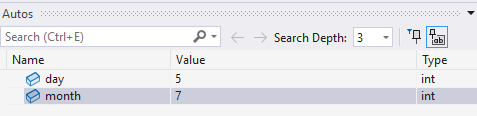 Autos
Search (Ctrl+E) Search Depth: 3
Name Value Type
day 5 int
month 7 int